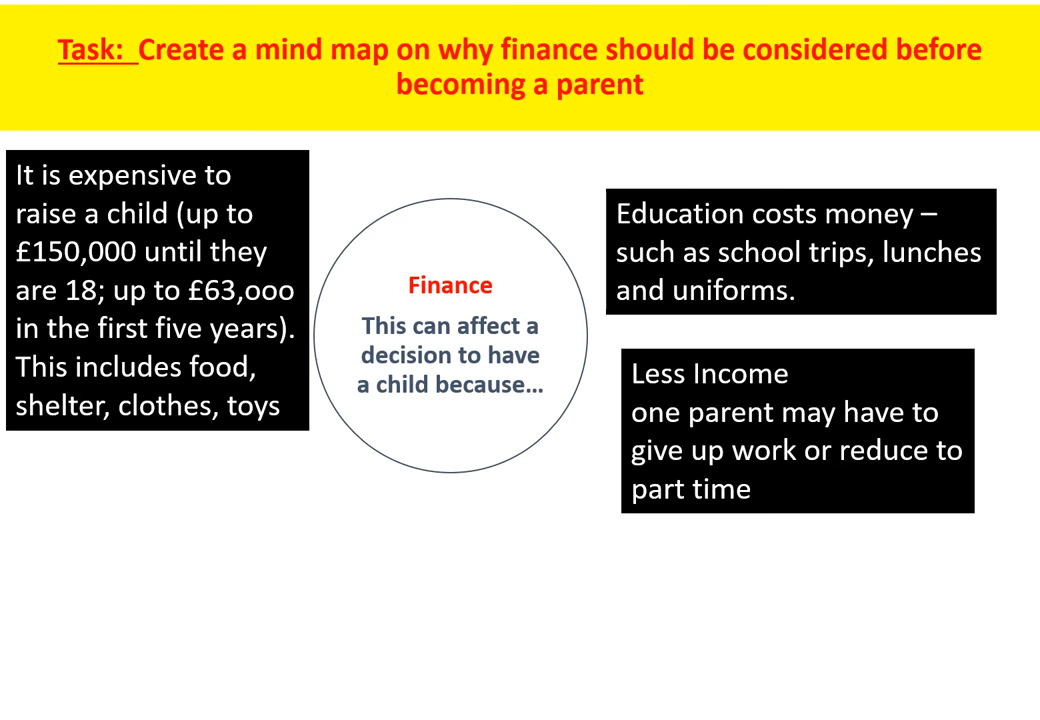 Task:  Create a mind map on why finance should be considered before
becoming a parent
It is expensive to
raise a child (up to
£150,000 until they
are 18; up to £63,ooo
in the first five years).
This includes food,
shelter, clothes, toys
Finance
This can affect a
decision to have
a child because…
Education costs money –
such as school trips, lunches
and uniforms.
Less Income
one parent may have to
give up work or reduce to
part time